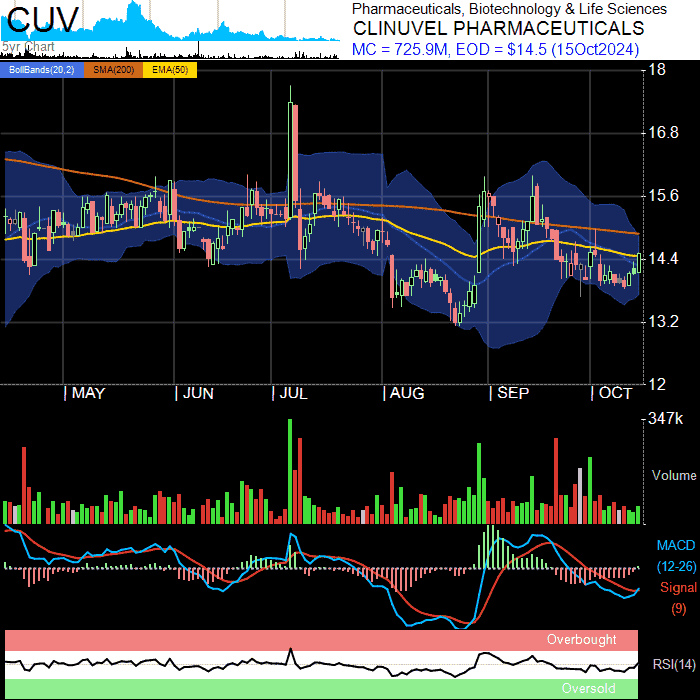 CUV
5yr Chart
Pharmaceuticals, Biotechnology & Life Sciences
CLINUVEL PHARMACEUTICALS
MC = 725.9M, EOD = $14.5 (15Oct2024)
BollBands(20,2) SMA(200) EMA(50)
18
16.8
15.6
14.4
13.2
12
MAY JUN JUL AUG SEP OCT
347k
Volume
MACD
(12-26)
Signal
(9)
Overbought
RSI(14)
Oversold